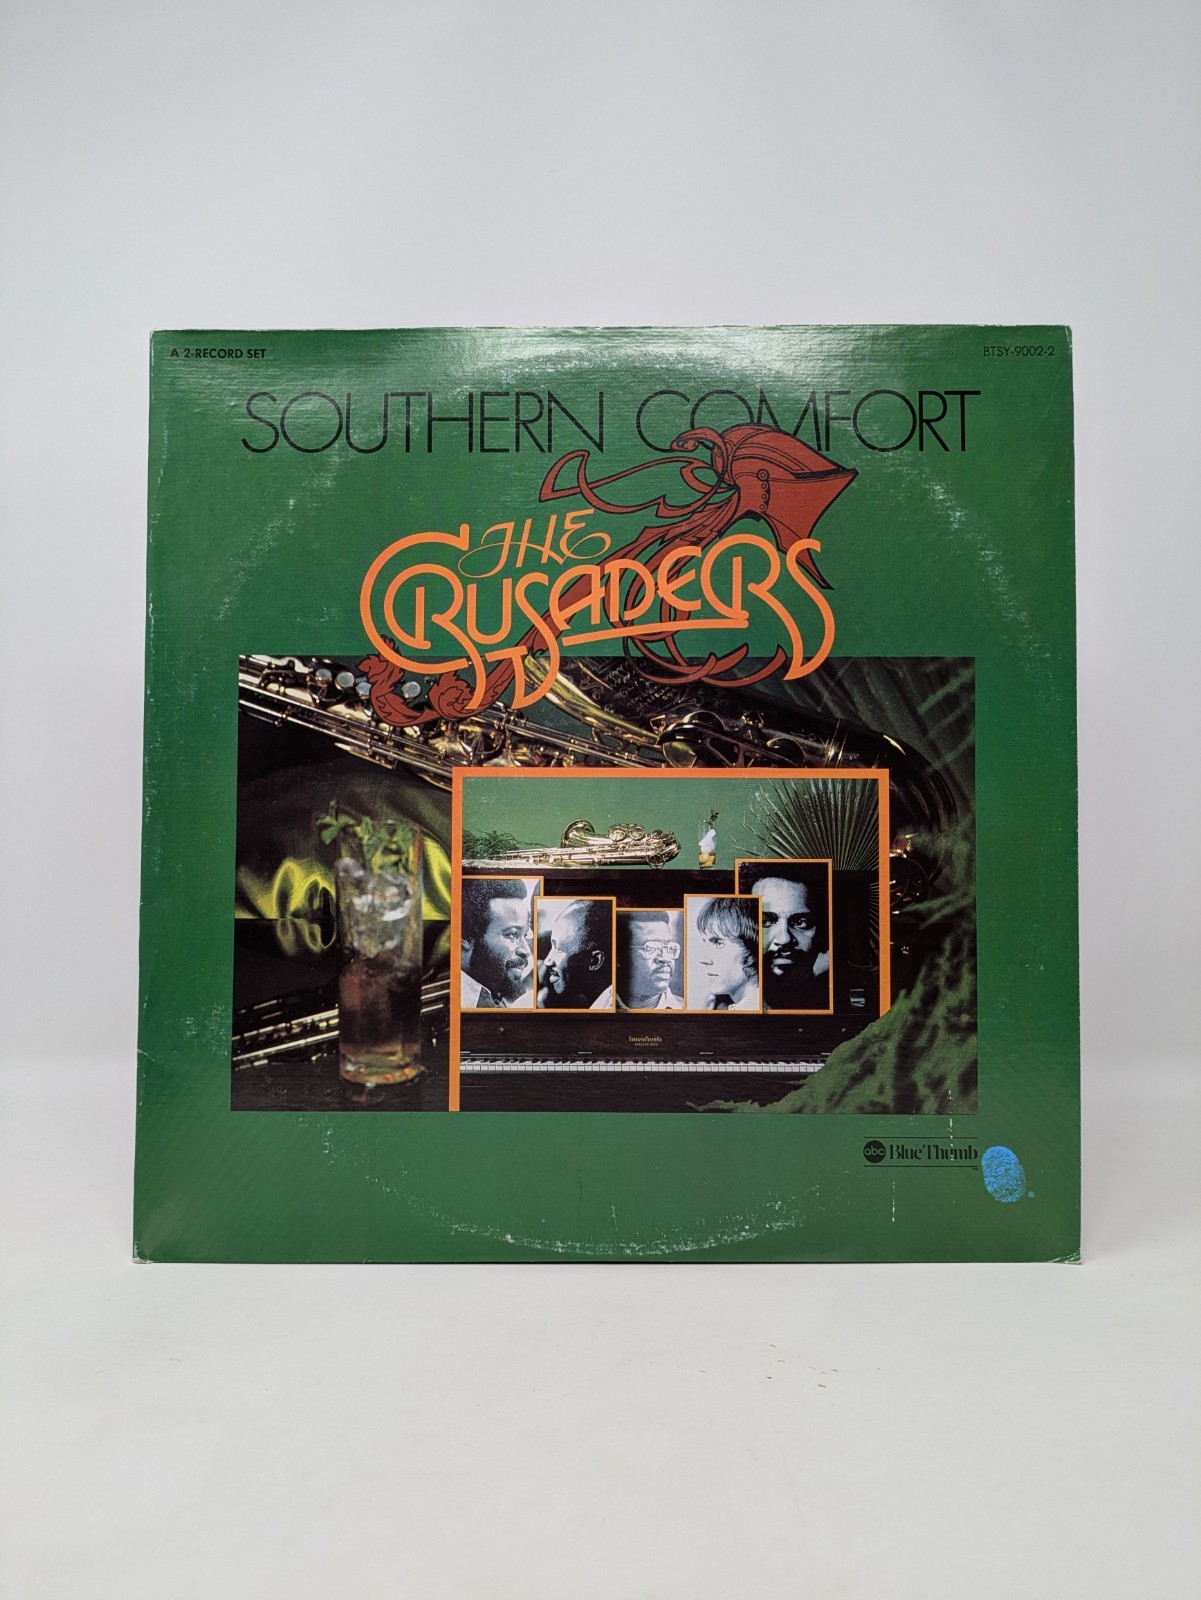 A 2-RECORD SET
BTSY-9002-2
SOUTHERN COMFORT
THE
CRUSADERS
abc Blue Thumb